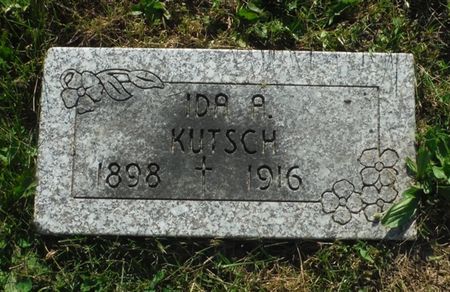 IDA A.
KUTSCH
1898 † 1916